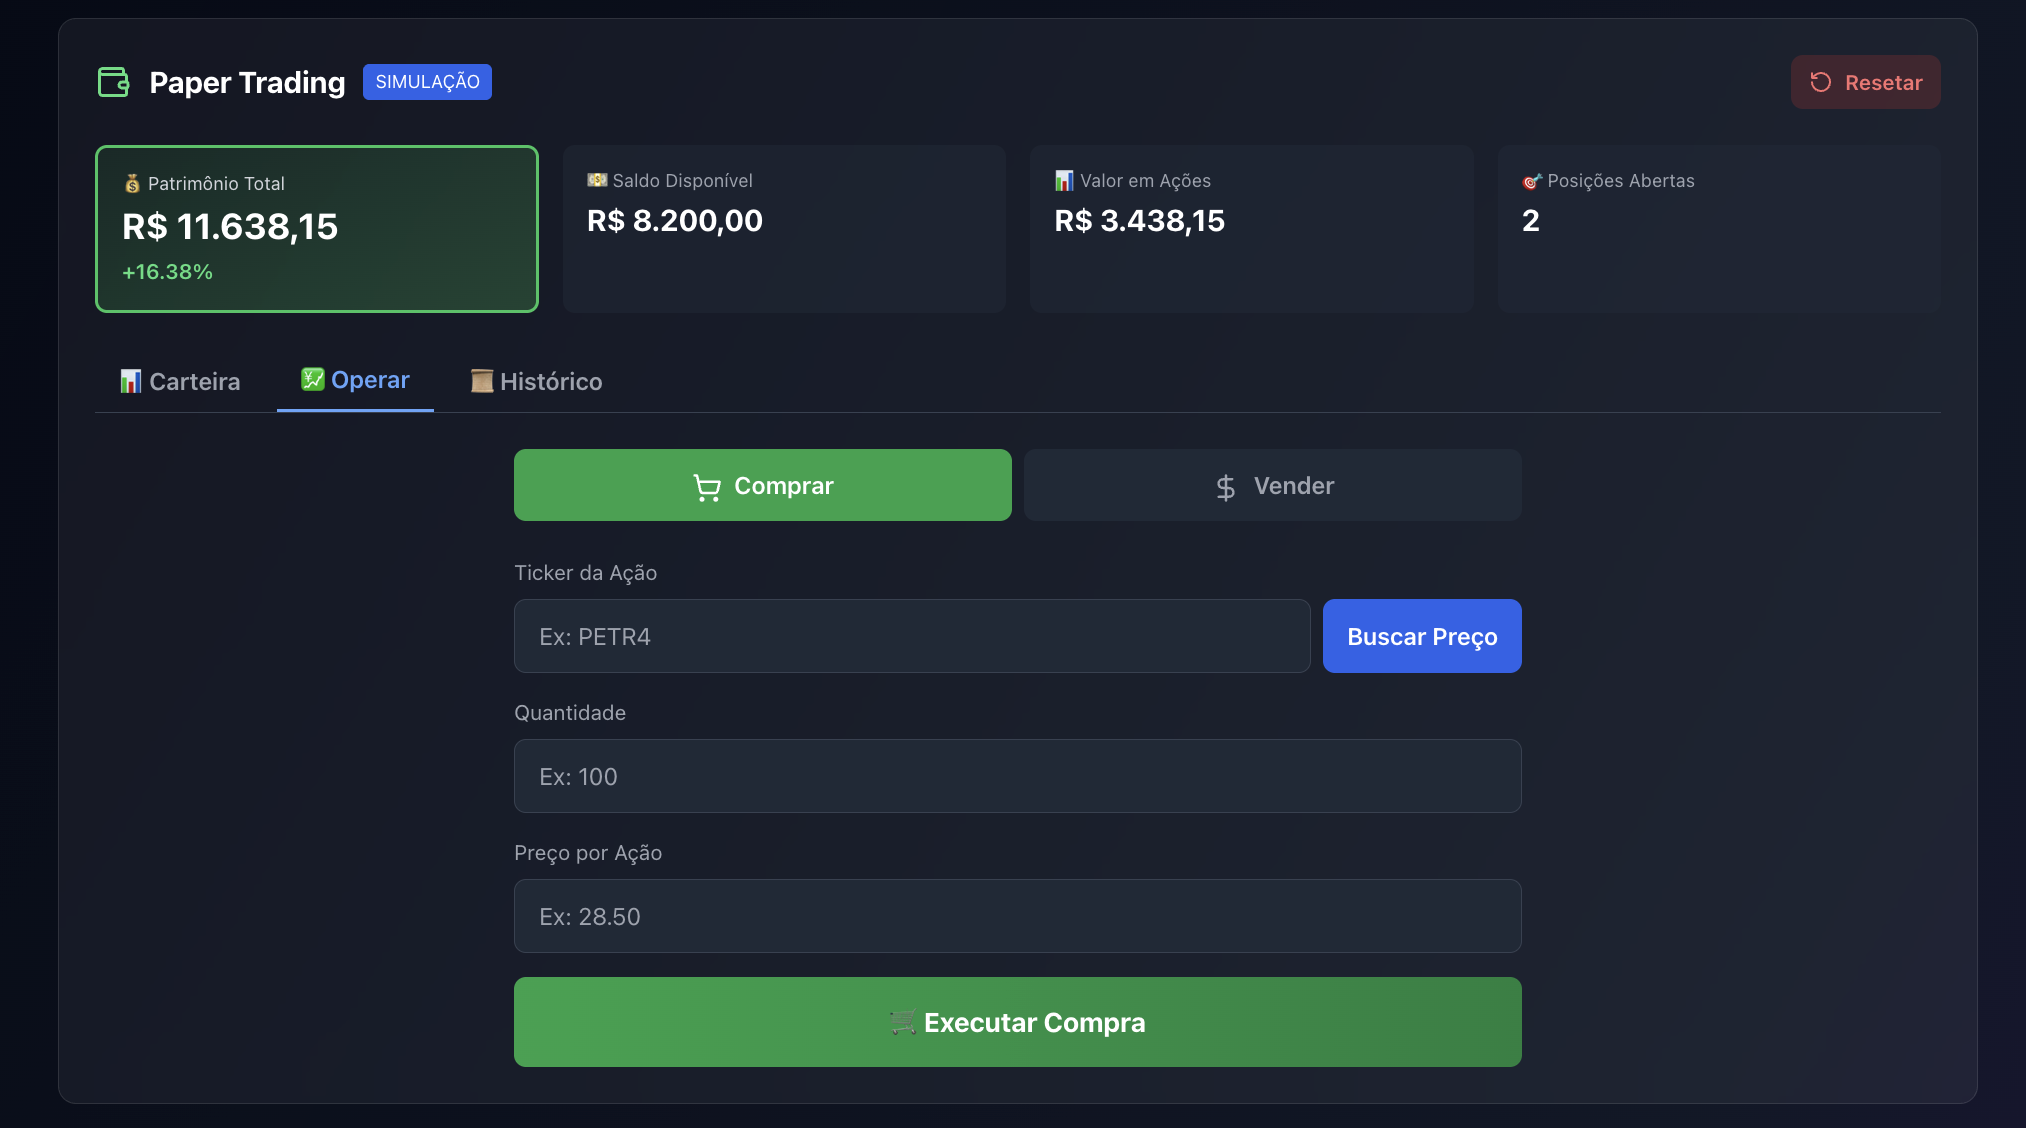 Paper Trading SIMULAÇÃO
Resetar
Patrimônio Total
R$ 11.638,15
+16.38%
Saldo Disponível
R$ 8.200,00
Valor em Ações
R$ 3.438,15
Posições Abertas
2
Carteira
Operar
Histórico
Comprar
Vender
Ticker da Ação
Ex: PETR4
Buscar Preço
Quantidade
Ex: 100
Preço por Ação
Ex: 28.50
Executar Compra